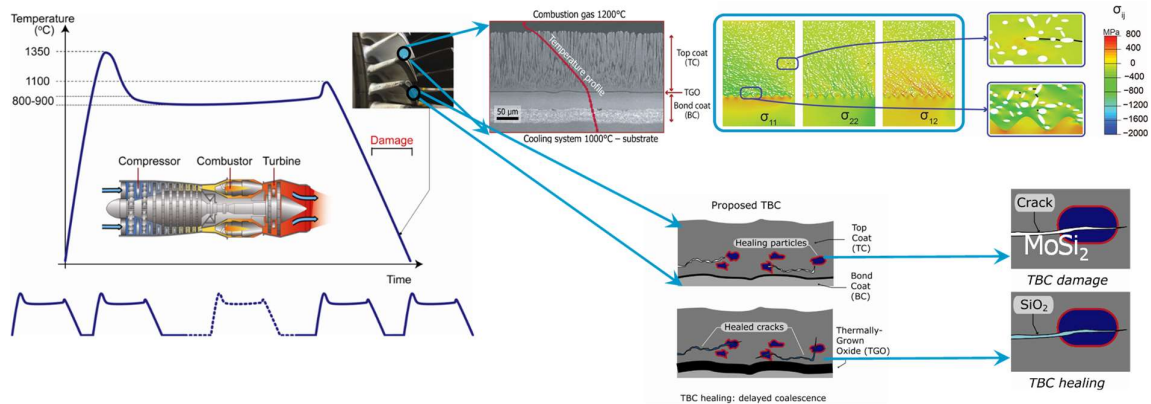 Temperature
(°C)
1350
1100
800-900
Damage
Compressor Combustor Turbine
Time
Combustion gas 1200°C
Temperature profile
50 µm
Cooling system 1000°C – substrate
Top coat
(TC)
TGO
Bond coat
(BC)
σ11
σ22
σ12
σij
MPa
800
400
0
−400
−800
−1200
−1600
−2000
Proposed TBC
Healing particles
Top
Coat
(TC)
Bond
Coat
(BC)
Healed cracks
Thermally-
Grown
Oxide (TGO)
TBC healing: delayed coalescence
Crack
MoSi2
TBC damage
SiO2
TBC healing